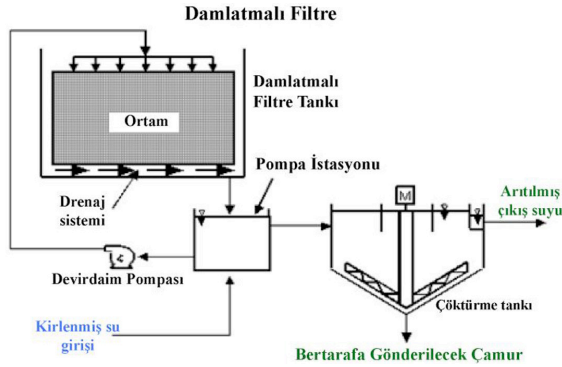 Damlatmalı Filtre
Damlatmalı
Filtre Tankı
Ortam
Pompa İstasyonu
Drenaj
sistemi
M
Arıtılmış
çıkış suyu
Devirdaim Pompası
Çöktürme tankı
Kirlenmiş su
girişi
Bertarafa Gönderilecek Çamur